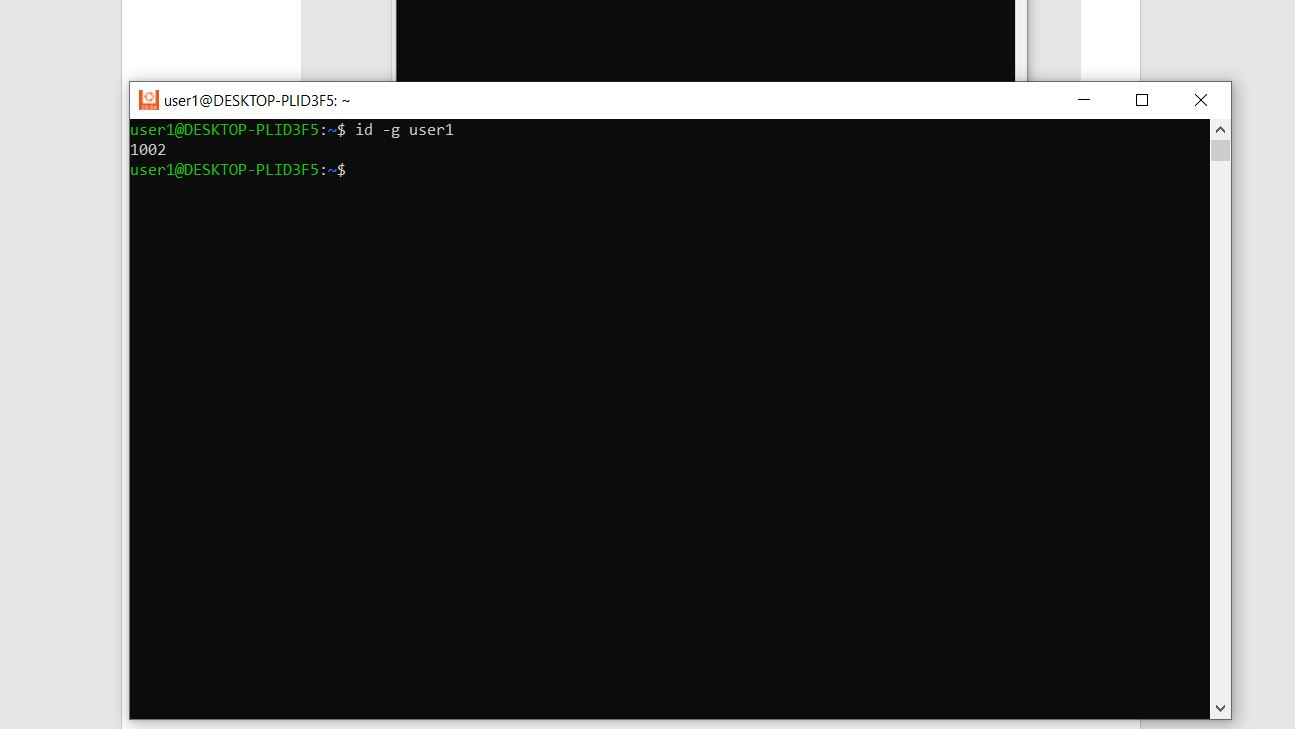 user1@DESKTOP-PLID3F5: ~
user1@DESKTOP-PLID3F5:~$ id -g user1
1002
user1@DESKTOP-PLID3F5:~$